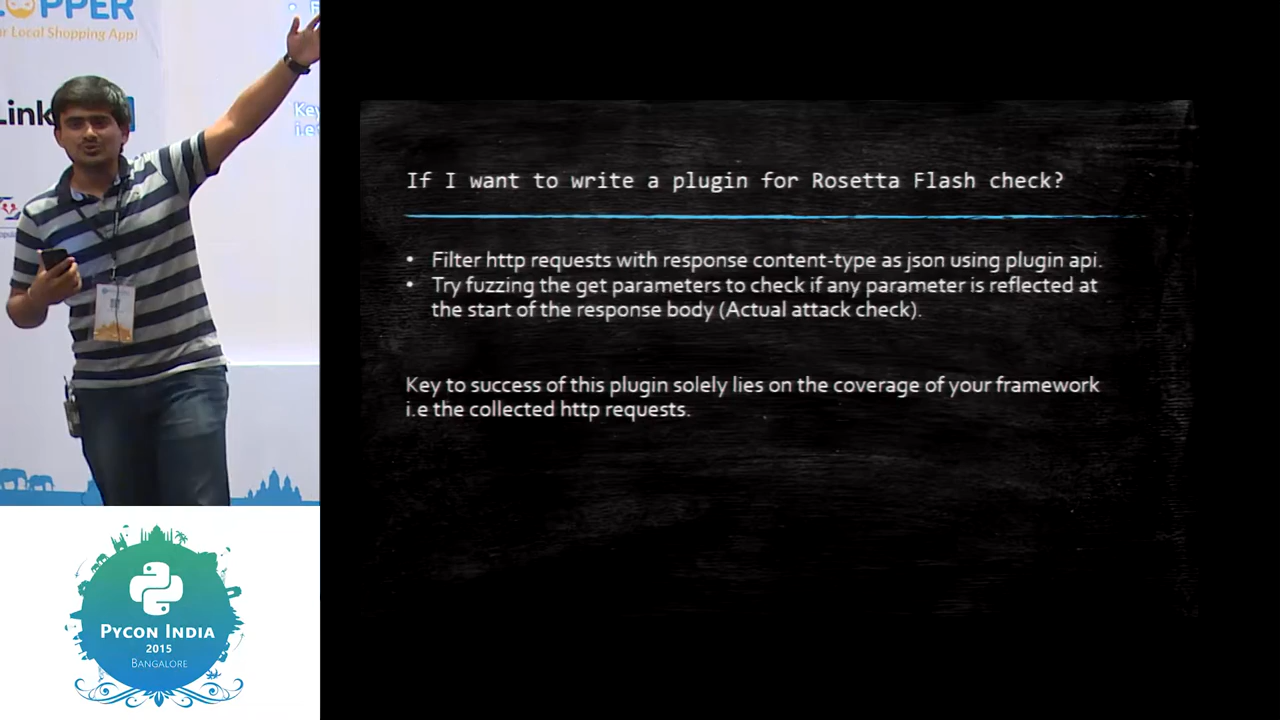 OPPER
r Local Shopping App!
Link
Key
i.e
If I want to write a plugin for Rosetta Flash check?
• Filter http requests with response content-type as json using plugin api.
• Try fuzzing the get parameters to check if any parameter is reflected at
the start of the response body (Actual attack check).
Key to success of this plugin solely lies on the coverage of your framework
i.e the collected http requests.
PYCON INDIA
2015
BANGALORE